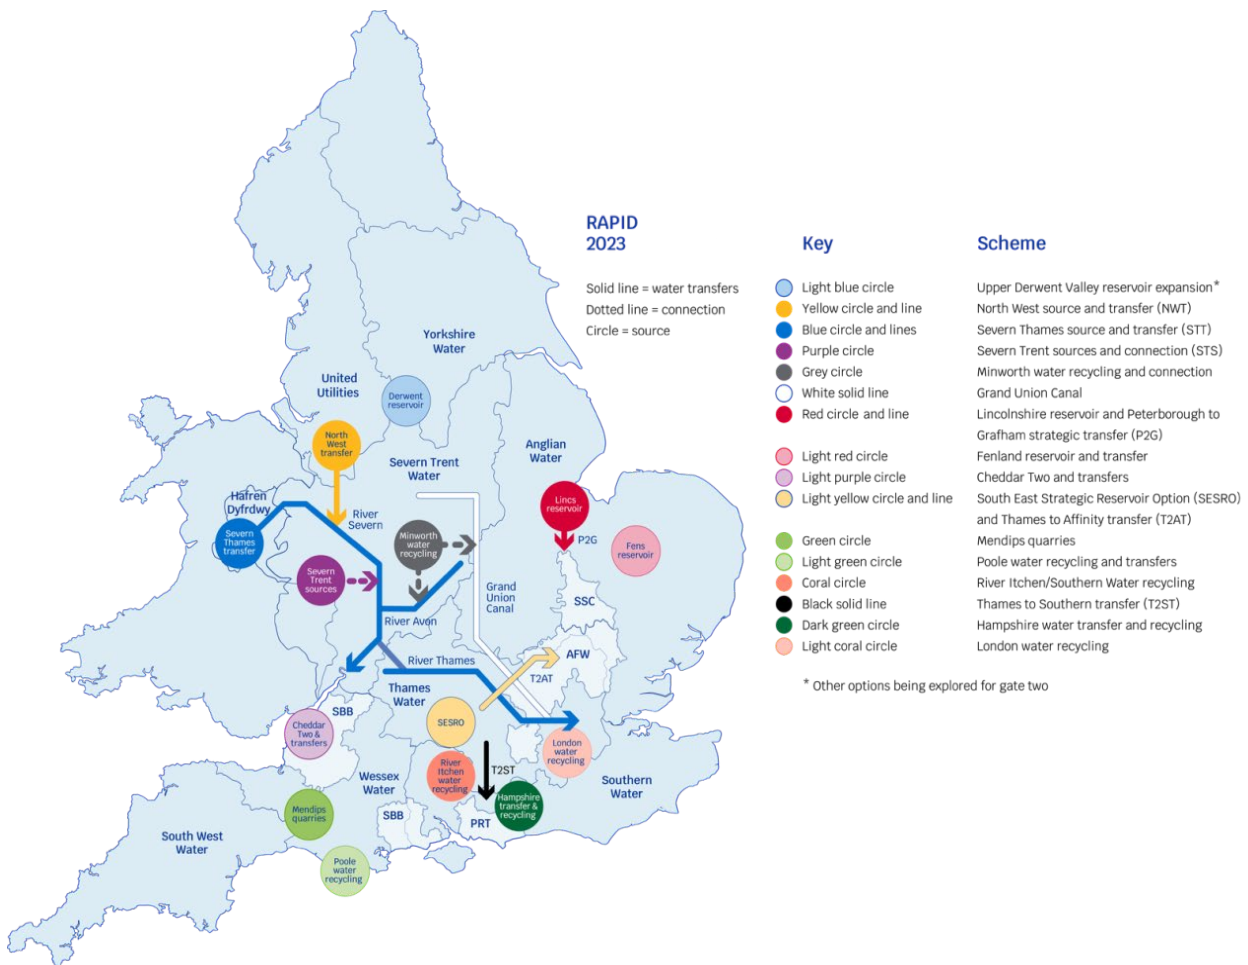 RAPID
2023
Solid line = water transfers
Dotted line = connection
Circle = source
Key
Scheme
Light blue circle
Upper Derwent Valley reservoir expansion*
Yellow circle and line
North West source and transfer (NWT)
Blue circle and lines
Severn Thames source and transfer (STT)
Purple circle
Severn Trent sources and connection (STS)
Grey circle
Minworth water recycling and connection
White solid line
Grand Union Canal
Red circle and line
Lincolnshire reservoir and Peterborough to
Grafham strategic transfer (P2G)
Light red circle
Fenland reservoir and transfer
Light purple circle
Cheddar Two and transfers
Light yellow circle and line
South East Strategic Reservoir Option (SESRO)
and Thames to Affinity transfer (T2AT)
Green circle
Mendips quarries
Light green circle
Poole water recycling and transfers
Coral circle
River Itchen/Southern Water recycling
Black solid line
Thames to Southern transfer (T2ST)
Dark green circle
Hampshire water transfer and recycling
Light coral circle
London water recycling
* Other options being explored for gate two
Yorkshire
Water
United
Utilities
Derwent
reservoir
North
West
transfer
Severn Trent
Water
Anglian
Water
Hafren
Dyfrdwy
River
Severn
Lincs
reservoir
P2G
Severn
Thames
transfer
Minworth
water
recycling
Fens
reservoir
Severn
Trent
sources
Grand
Union
Canal
SSC
River Avon
River Thames
AFW
T2AT
Thames
Water
SBB
SESRO
Cheddar
Two &
transfers
London
water
recycling
River
Itchen
water
recycling
T2ST
Wessex
Water
Southern
Water
Hampshire
transfer &
recycling
Mendips
quarries
SBB
PRT
South West
Water
Poole
water
recycling